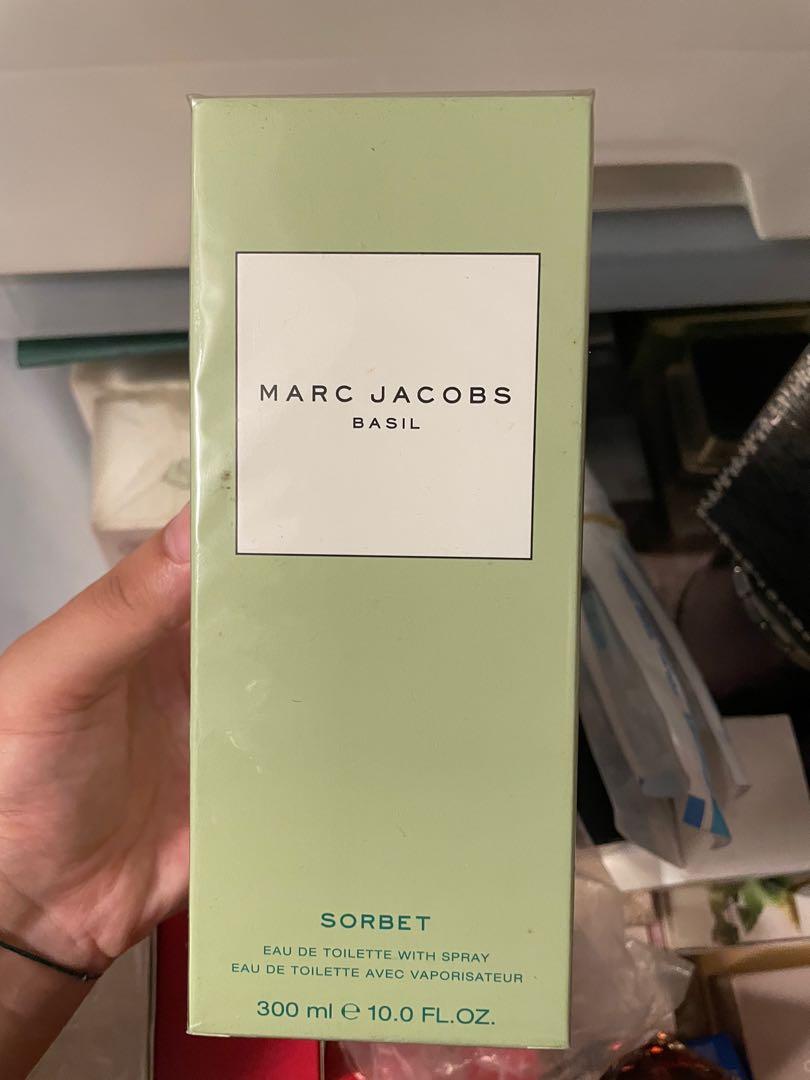 MARC JACOBS
BASIL
SORBET
EAU DE TOILETTE WITH SPRAY
EAU DE TOILETTE AVEC VAPORISATEUR
300 ml ℮ 10.0 FL.OZ.